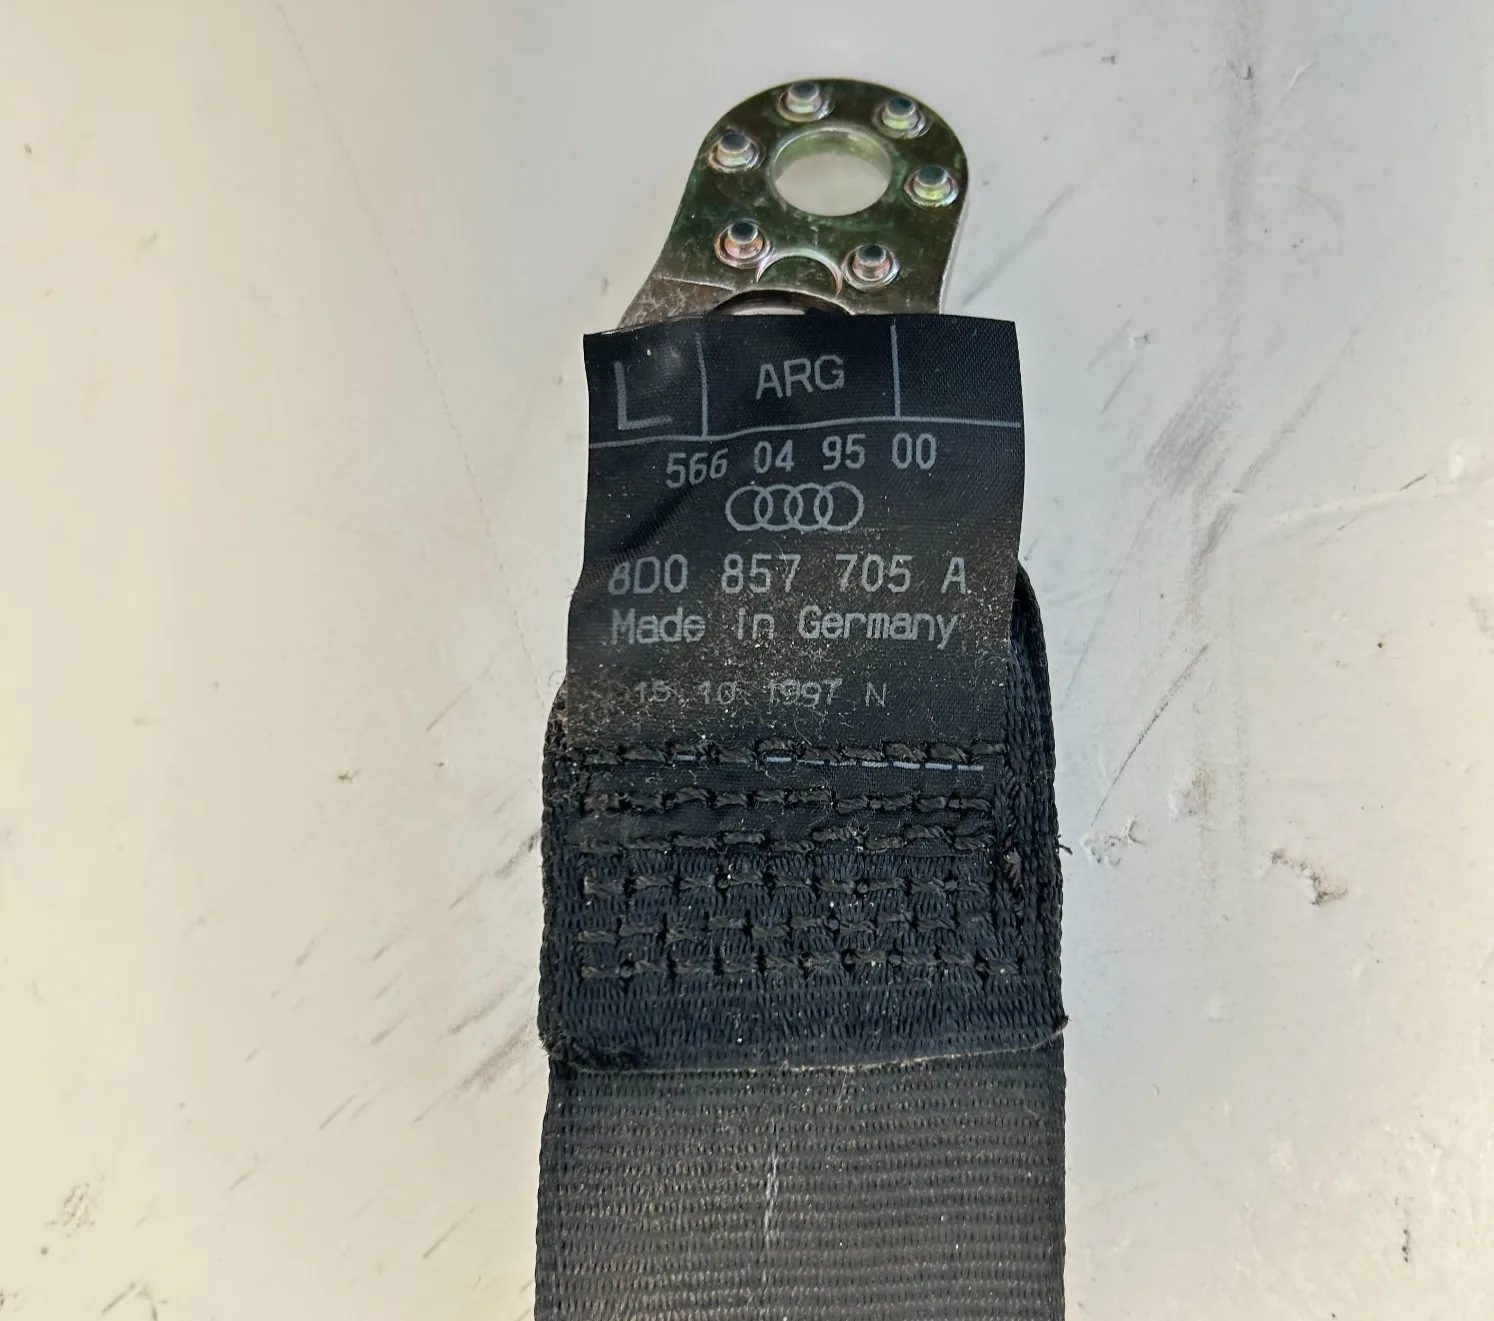 L ARG
566 04 95 00
8D0 857 705 A
Made in Germany
15.10.1997 N